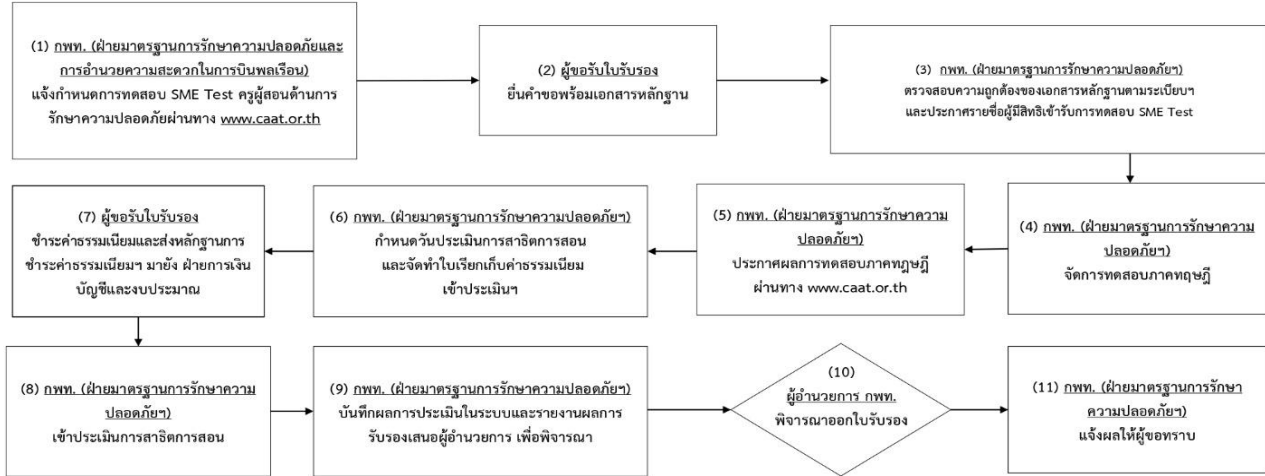 (1) กพท. (ฝ่ายมาตรฐานการรักษาความปลอดภัยและ
การอำนวยความสะดวกในการบินพลเรือน)
แจ้งกำหนดการทดสอบ SME Test ครูผู้สอนด้านการ
รักษาความปลอดภัยผ่านทาง www.caat.or.th
(2) ผู้ขอรับใบรับรอง
ยื่นคำขอพร้อมเอกสารหลักฐาน
(3) กพท. (ฝ่ายมาตรฐานการรักษาความปลอดภัยฯ)
ตรวจสอบความถูกต้องของเอกสารหลักฐานตามระเบียบฯ
และประกาศรายชื่อผู้มีสิทธิเข้ารับการทดสอบ SME Test
(4) กพท. (ฝ่ายมาตรฐานการรักษาความ
ปลอดภัยฯ)
จัดการทดสอบภาคทฤษฎี
(5) กพท. (ฝ่ายมาตรฐานการรักษาความ
ปลอดภัยฯ)
ประกาศผลการทดสอบภาคทฎษฎี
ผ่านทาง www.caat.or.th
(6) กพท. (ฝ่ายมาตรฐานการรักษาความปลอดภัยฯ)
กำหนดวันประเมินการสาธิตการสอน
และจัดทำใบเรียกเก็บค่าธรรมเนียม
เข้าประเมินฯ
(7) ผู้ขอรับใบรับรอง
ชำระค่าธรรมเนียมและส่งหลักฐานการ
ชำระค่าธรรมเนียมฯ มายัง ฝ่ายการเงิน
บัญชีและงบประมาณ
(8) กพท. (ฝ่ายมาตรฐานการรักษาความ
ปลอดภัยฯ)
เข้าประเมินการสาธิตการสอน
(9) กพท. (ฝ่ายมาตรฐานการรักษาความปลอดภัยฯ)
บันทึกผลการประเมินในระบบและรายงานผลการ
รับรองเสนอผู้อำนวยการ เพื่อพิจารณา
(10)
ผู้อำนวยการ กพท.
พิจารณาออกใบรับรอง
(11) กพท. (ฝ่ายมาตรฐานการรักษา
ความปลอดภัยฯ)
แจ้งผลให้ผู้ขอทราบ